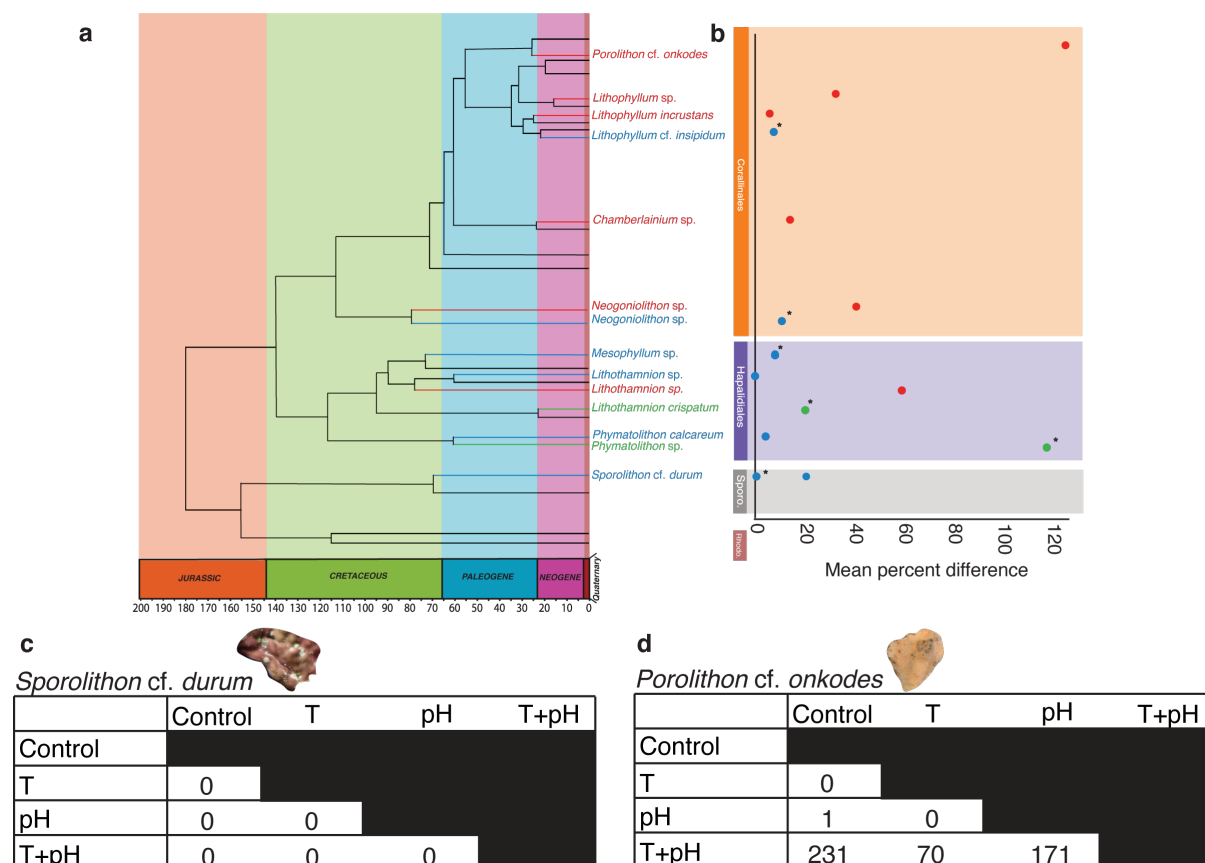 a
Porolithon cf. onkodes
Lithophyllum sp.
Lithophyllum incrustans
Lithophyllum cf. insipidum
Chamberlainium sp.
Neogoniolithon sp.
Neogoniolithon sp.
Mesophyllum sp.
Lithothamnion sp.
Lithothamnion sp.
Lithothamnion crispatum
Phymatolithon calcareum
Phymatolithon sp.
Sporolithon cf. durum
JURASSIC CRETACEOUS PALEOGENE NEOGENE Quaternary
200 190 180 170 160 150 140 130 120 110 100 90 80 70 60 50 40 30 20 10 0
b
Corallinales
Hapalidiales
Sporo.
Rhodo.
*
*
*
*
*
*
0 20 40 60 80 100 120
Mean percent difference
c
Sporolithon cf. durum
Control T pH T+pH
Control
T 0
pH 0 0
T+pH 0 0 0
d
Porolithon cf. onkodes
Control T pH T+pH
Control
T 0
pH 1 0
T+pH 231 70 171